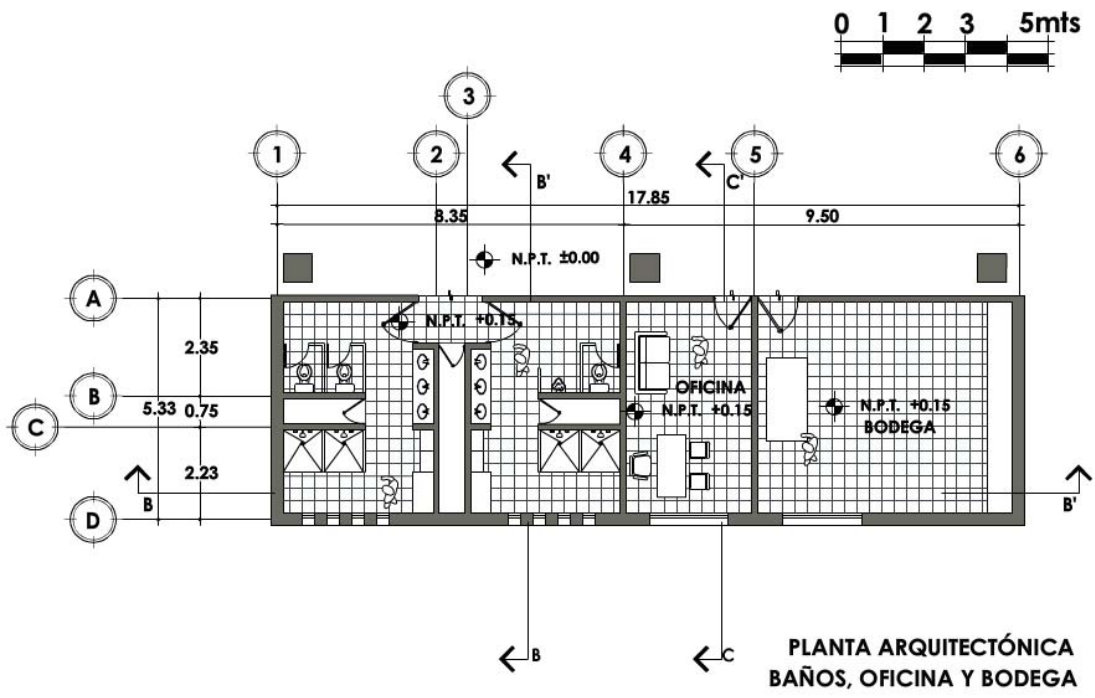 0 1 2 3 5mts
3
1 2 4 5 6
B' C'
17.85
8.35 9.50
N.P.T. ±0.00
A
N.P.T. +0.15
2.35
OFICINA
B
5.33 0.75 N.P.T. +0.15 N.P.T. +0.15
C BODEGA
2.23
B B'
D
B C
PLANTA ARQUITECTÓNICA
BAÑOS, OFICINA Y BODEGA